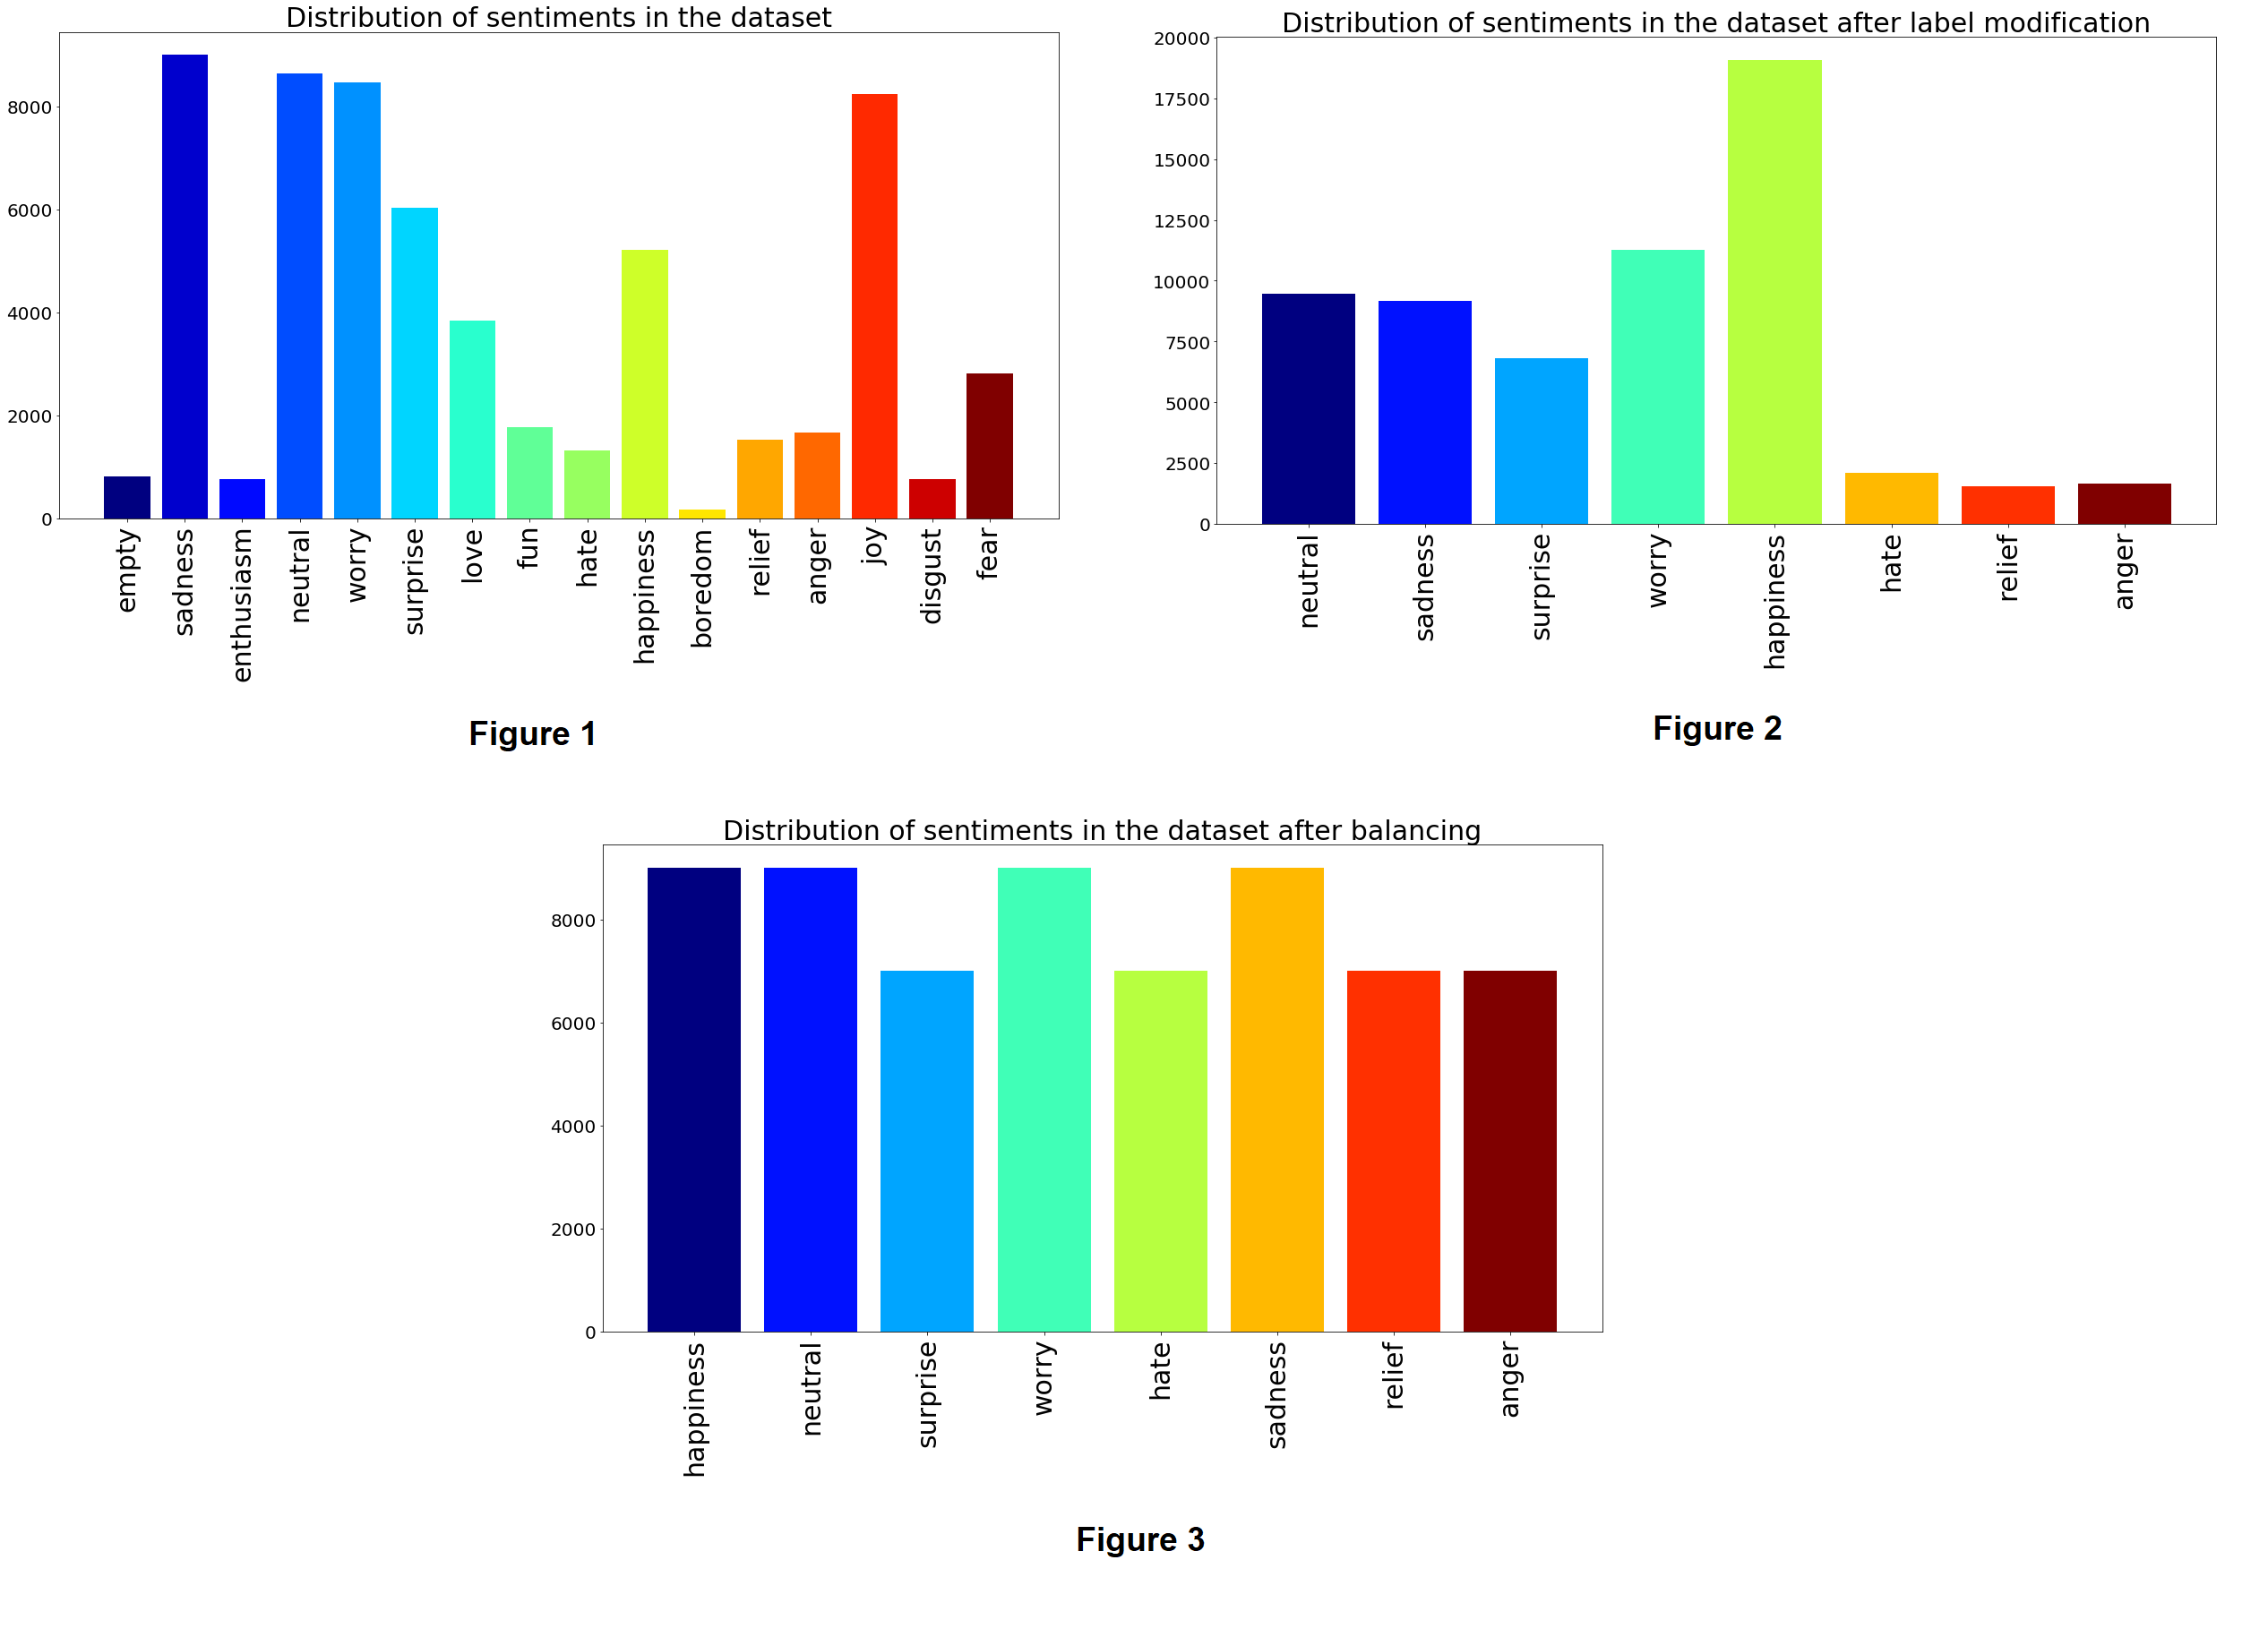 Distribution of sentiments in the dataset
8000
6000
4000
2000
0
empty
sadness
enthusiasm
neutral
worry
surprise
love
fun
hate
happiness
boredom
relief
anger
joy
disgust
fear
Figure 1
Distribution of sentiments in the dataset after label modification
20000
17500
15000
12500
10000
7500
5000
2500
0
neutral
sadness
surprise
worry
happiness
hate
relief
anger
Figure 2
Distribution of sentiments in the dataset after balancing
8000
6000
4000
2000
0
happiness
neutral
surprise
worry
hate
sadness
relief
anger
Figure 3